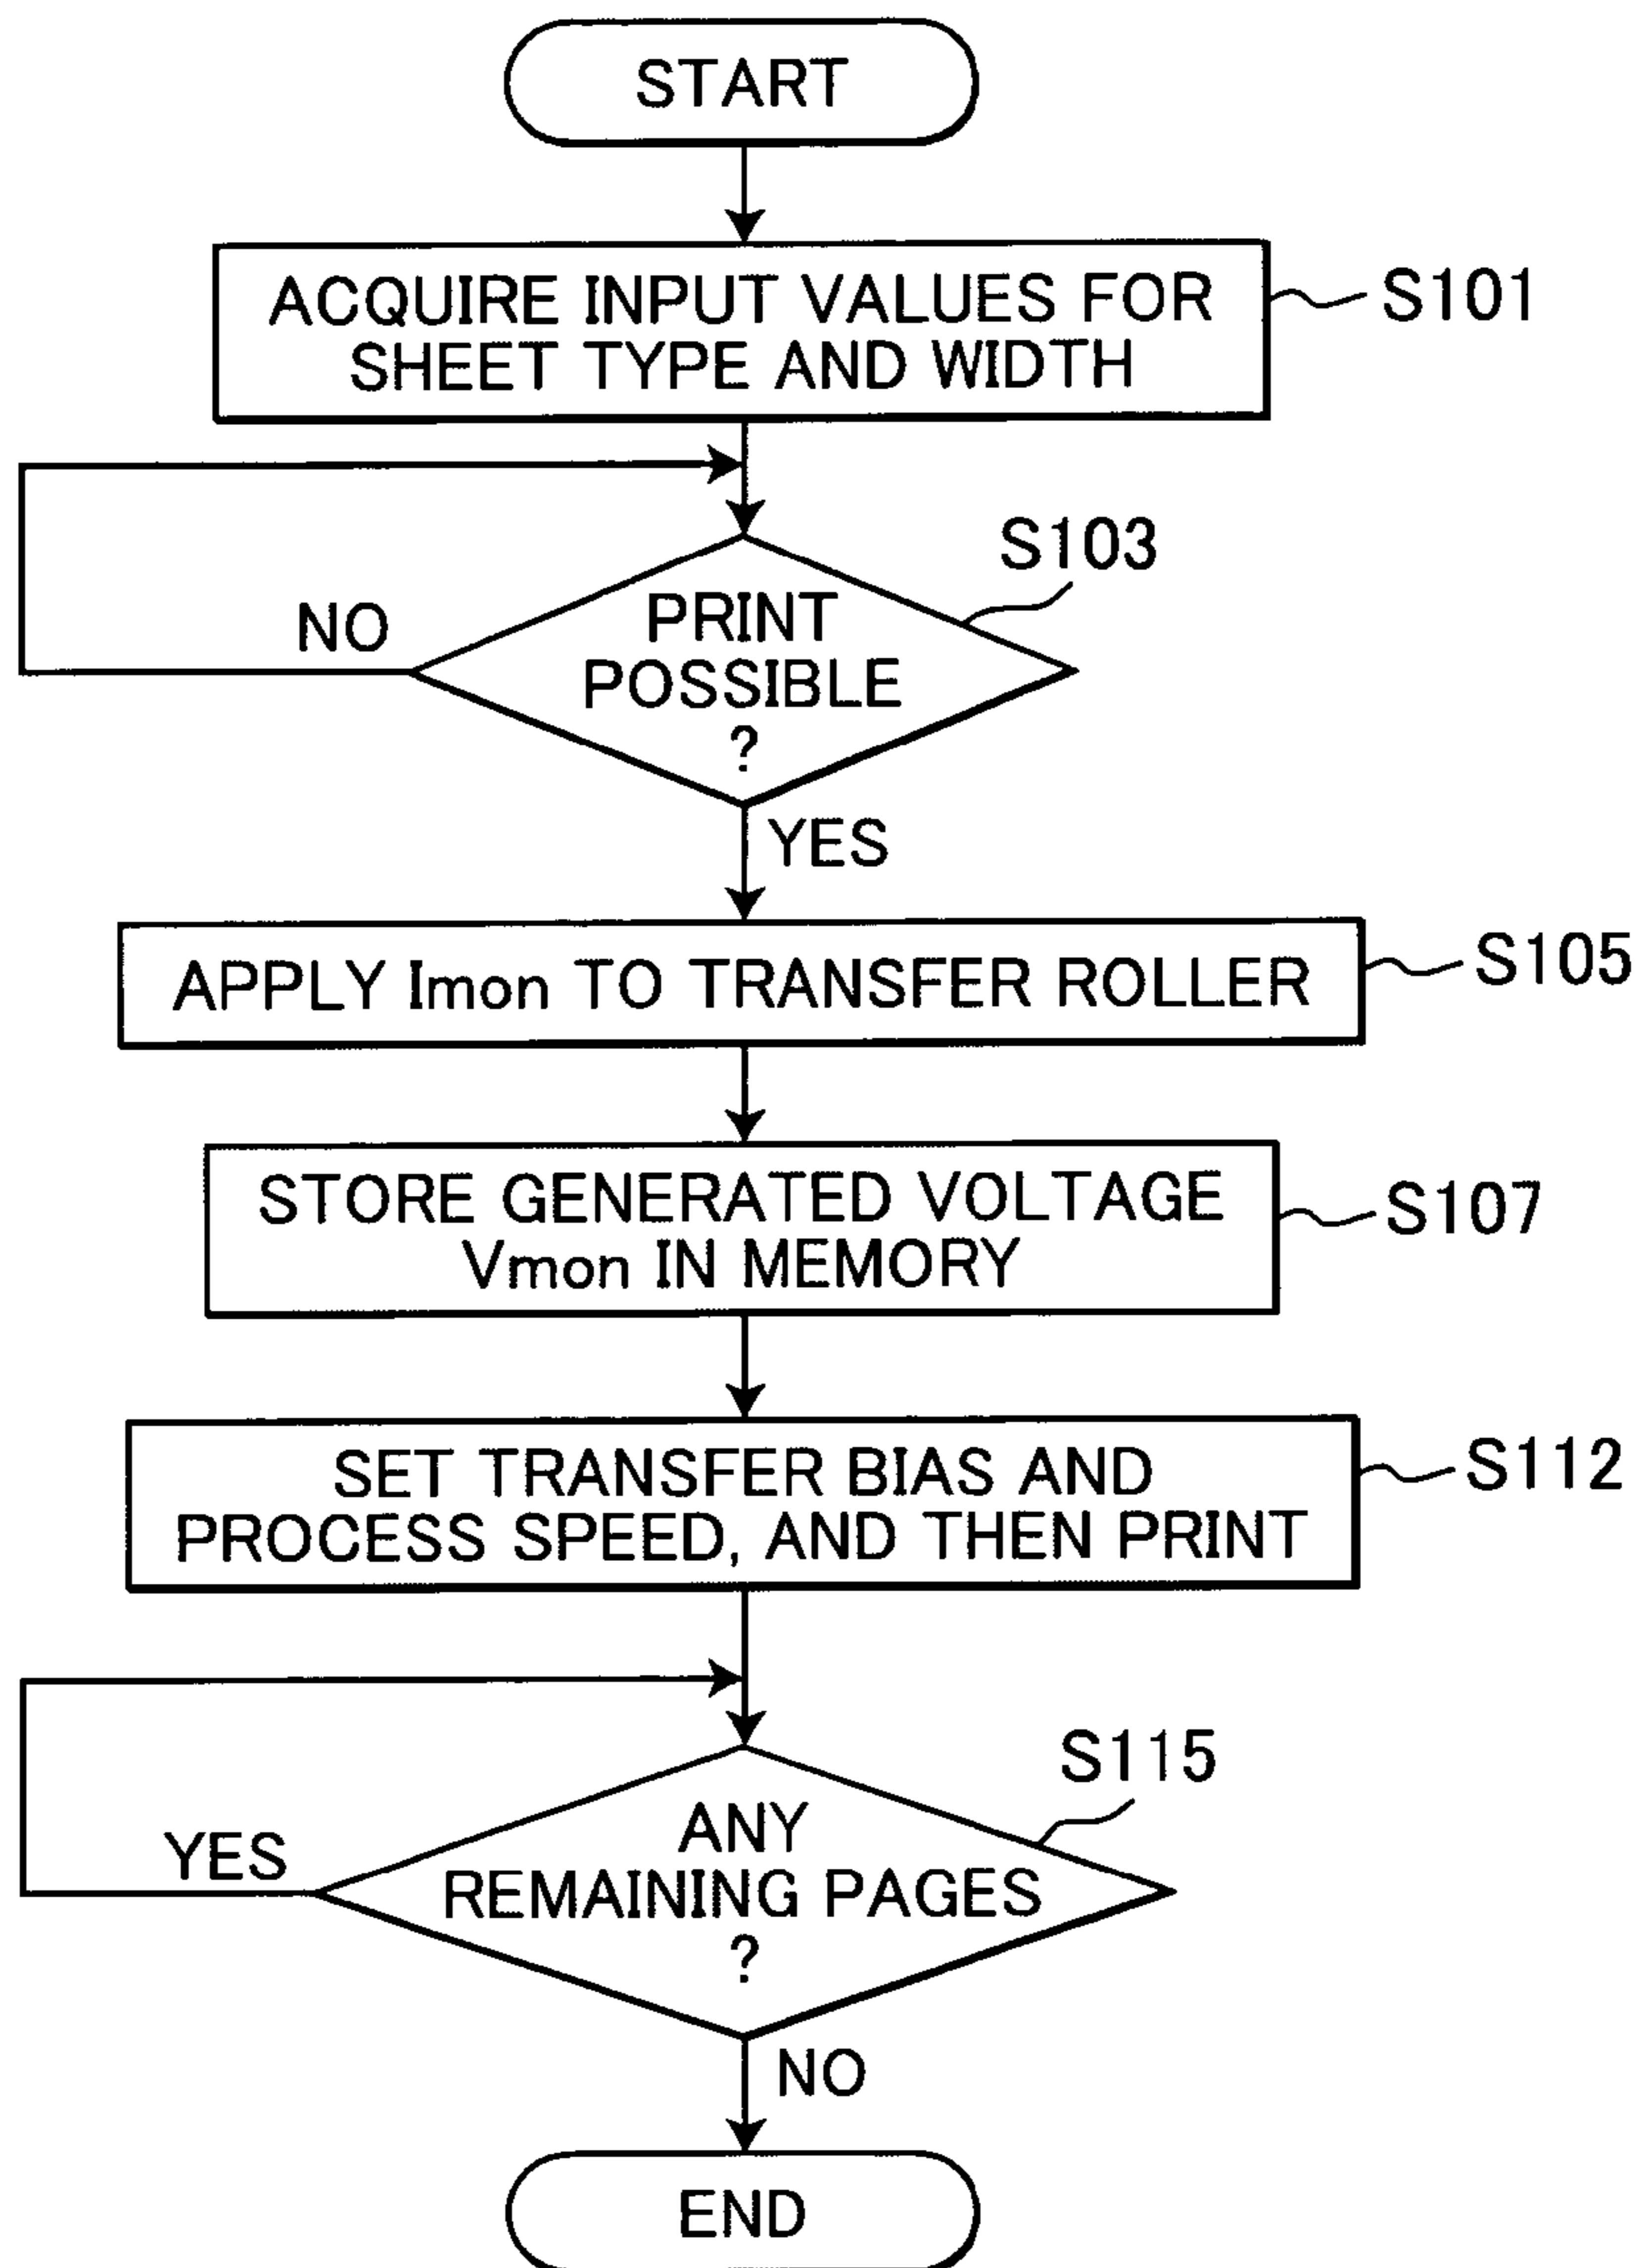 START
ACQUIRE INPUT VALUES FOR
SHEET TYPE AND WIDTH
S101
S103
PRINT
POSSIBLE
?
NO
YES
APPLY Imon TO TRANSFER ROLLER
S105
STORE GENERATED VOLTAGE
Vmon IN MEMORY
S107
SET TRANSFER BIAS AND
PROCESS SPEED, AND THEN PRINT
S112
S115
ANY
REMAINING PAGES
?
YES
NO
END